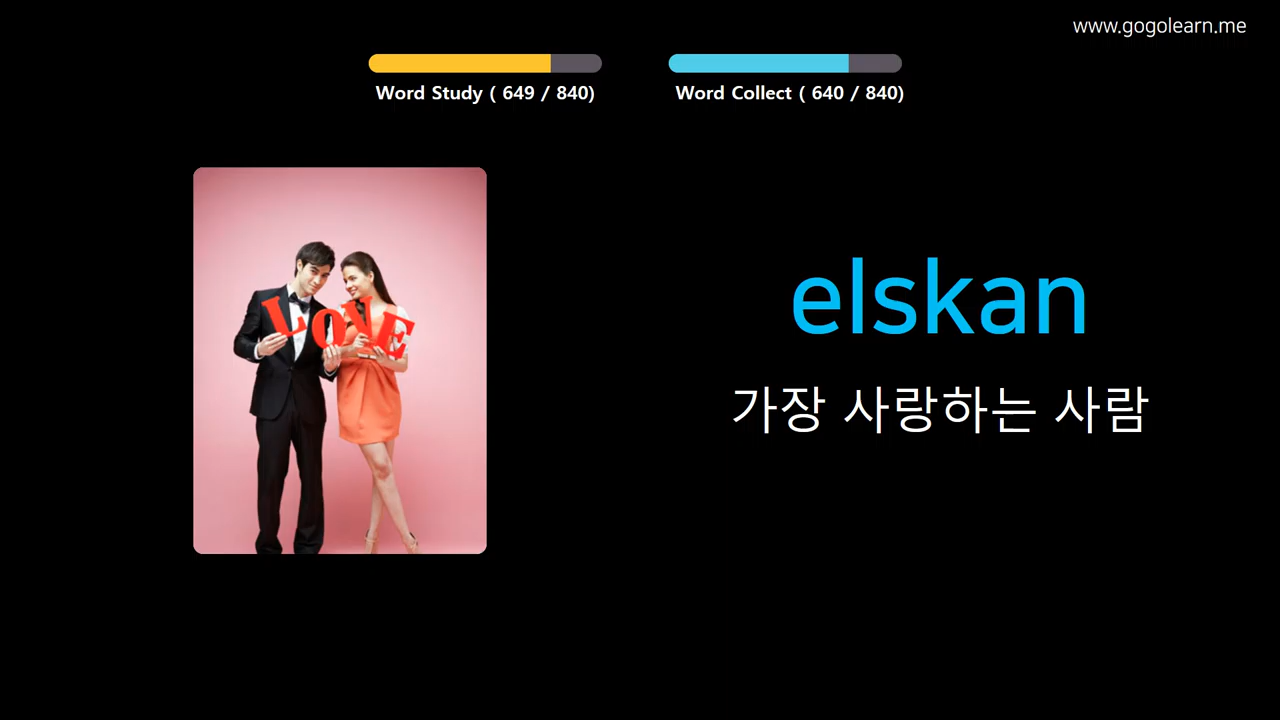 www.gogolearn.me
Word Study ( 649 / 840)
Word Collect ( 640 / 840)
LOVE
elskan
가장 사랑하는 사람